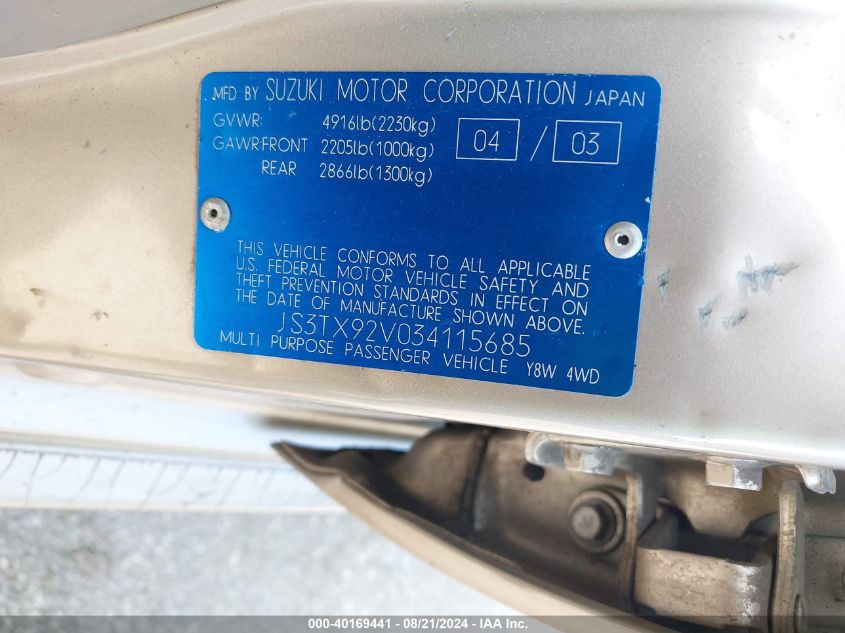 MFD BY SUZUKI MOTOR CORPORATION JAPAN
GVWR: 4916lb(2230kg) 04 / 03
GAWR:FRONT 2205lb(1000kg)
REAR 2866lb(1300kg)
THIS VEHICLE CONFORMS TO ALL APPLICABLE
U.S. FEDERAL MOTOR VEHICLE SAFETY AND
THEFT PREVENTION STANDARDS IN EFFECT ON
THE DATE OF MANUFACTURE SHOWN ABOVE.
JS3TX92V034115685
MULTI PURPOSE PASSENGER VEHICLE Y8W 4WD
000-40169441 - 08/21/2024 - IAA Inc.